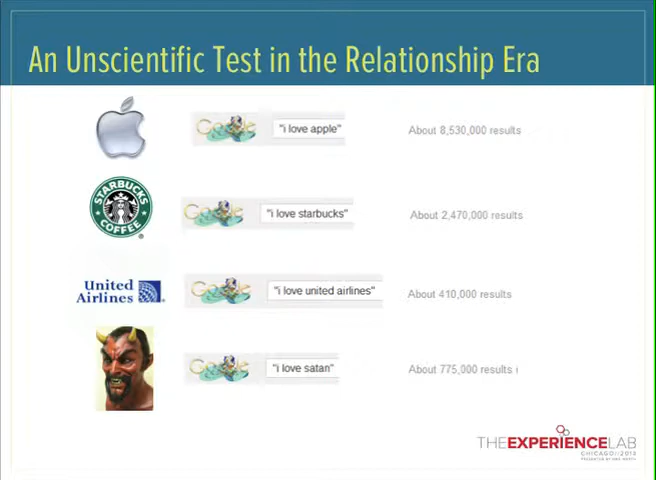 An Unscientific Test in the Relationship Era
"i love apple"
About 8,530,000 results
STARBUCKS
COFFEE
"i love starbucks"
About 2,470,000 results
United
Airlines
"i love united airlines"
About 410,000 results
"i love satan"
About 775,000 results
THEEXPERIENCELAB